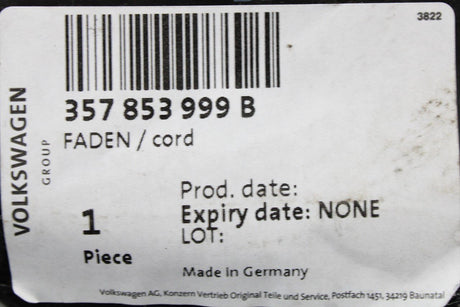 3822
357 853 999 B
FADEN / cord
VOLKSWAGEN
GROUP
Prod. date:
1 Expiry date: NONE
LOT:
Piece
Made In Germany
Volkswagen AG, Konzern Vertrieb Original Teile und Service, Postfach 1451, 34219 Baunatal